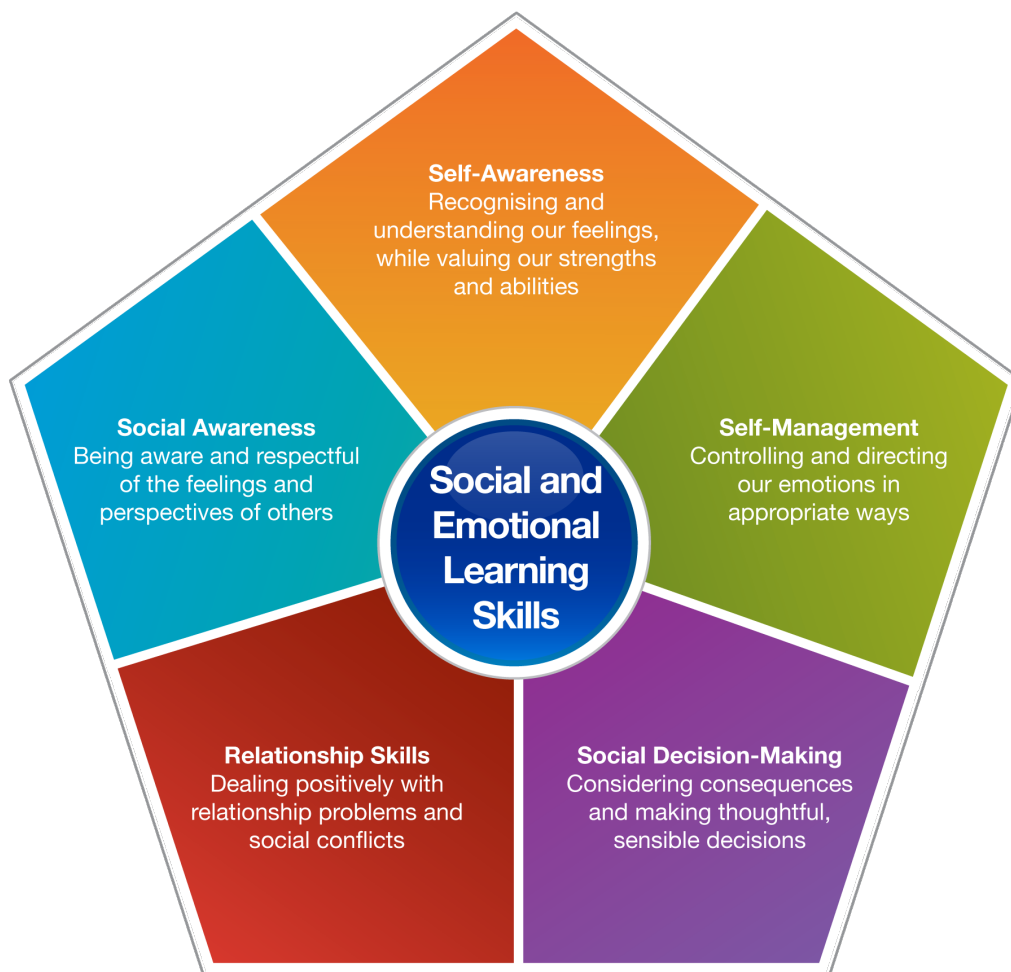 Self-Awareness
Recognising and
understanding our feelings,
while valuing our strengths
and abilities
Social Awareness
Being aware and respectful
of the feelings and
perspectives of others
Social and
Emotional
Learning
Skills
Self-Management
Controlling and directing
our emotions in
appropriate ways
Relationship Skills
Dealing positively with
relationship problems and
social conflicts
Social Decision-Making
Considering consequences
and making thoughtful,
sensible decisions